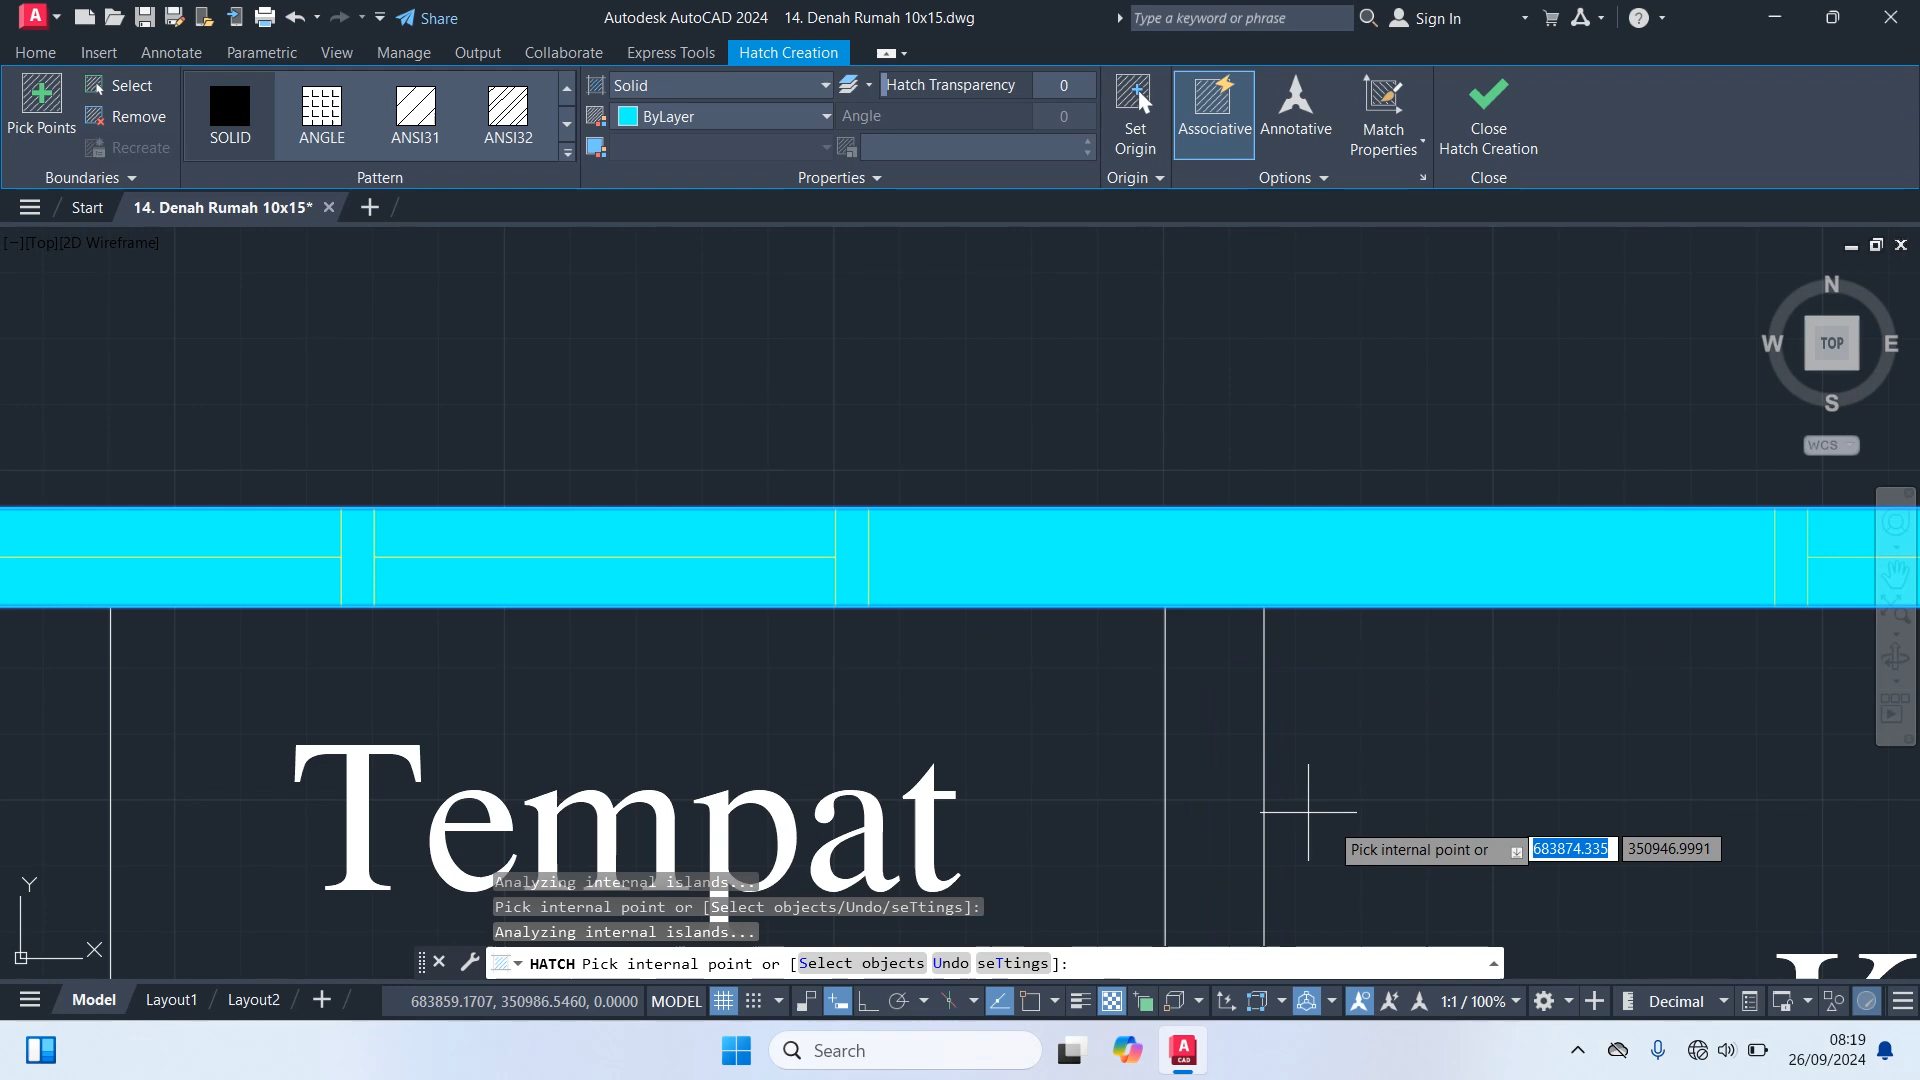 Share
Autodesk AutoCAD 2024 14. Denah Rumah 10x15.dwg
Type a keyword or phrase
Sign In
Home Insert Annotate Parametric View Manage Output Collaborate Express Tools Hatch Creation
Pick Points
Select
Remove
Recreate
Boundaries
SOLID ANGLE ANSI31 ANSI32
Pattern
Solid
Hatch Transparency 0
ByLayer
Angle 0
Properties
Set
Origin
Origin
Associative
Annotative
Match
Properties
Options
Close
Hatch Creation
Close
Start 14. Denah Rumah 10x15*
[−][Top][2D Wireframe]
N
W TOP E
S
WCS
Tempat
Pick internal point or 683874.335 350946.9991
Y
X
Analyzing internal islands...
Pick internal point or [Select objects/Undo/seTtings]:
Analyzing internal islands...
HATCH Pick internal point or [Select objects Undo seTtings]:
Model Layout1 Layout2
683859.1707, 350986.5460, 0.0000 MODEL
1:1 / 100%
Decimal
Search
CAD
08:19
26/09/2024